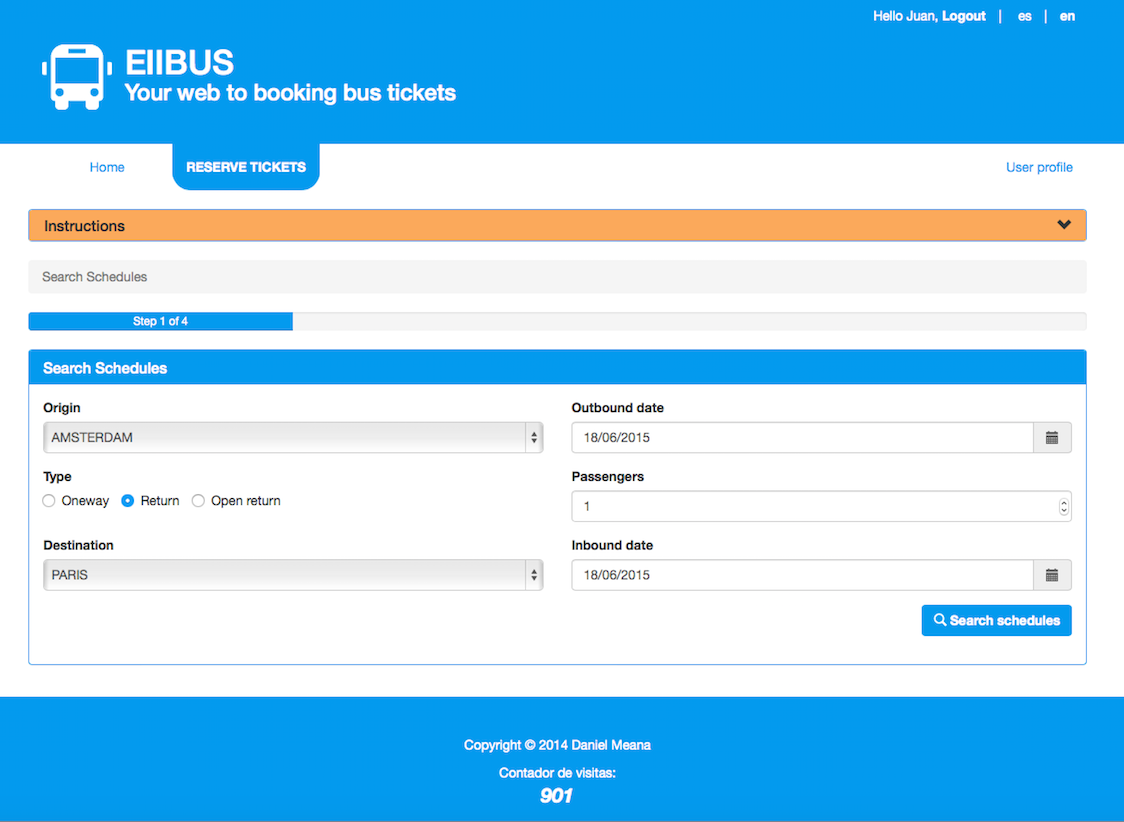 Hello Juan, Logout | es | en
EIIBUS
Your web to booking bus tickets
Home
RESERVE TICKETS
User profile
Instructions
Search Schedules
Step 1 of 4
Search Schedules
Origin
AMSTERDAM
Outbound date
18/06/2015
Type
Oneway Return Open return
Passengers
1
Destination
PARIS
Inbound date
18/06/2015
Search schedules
Copyright © 2014 Daniel Meana
Contador de visitas:
901